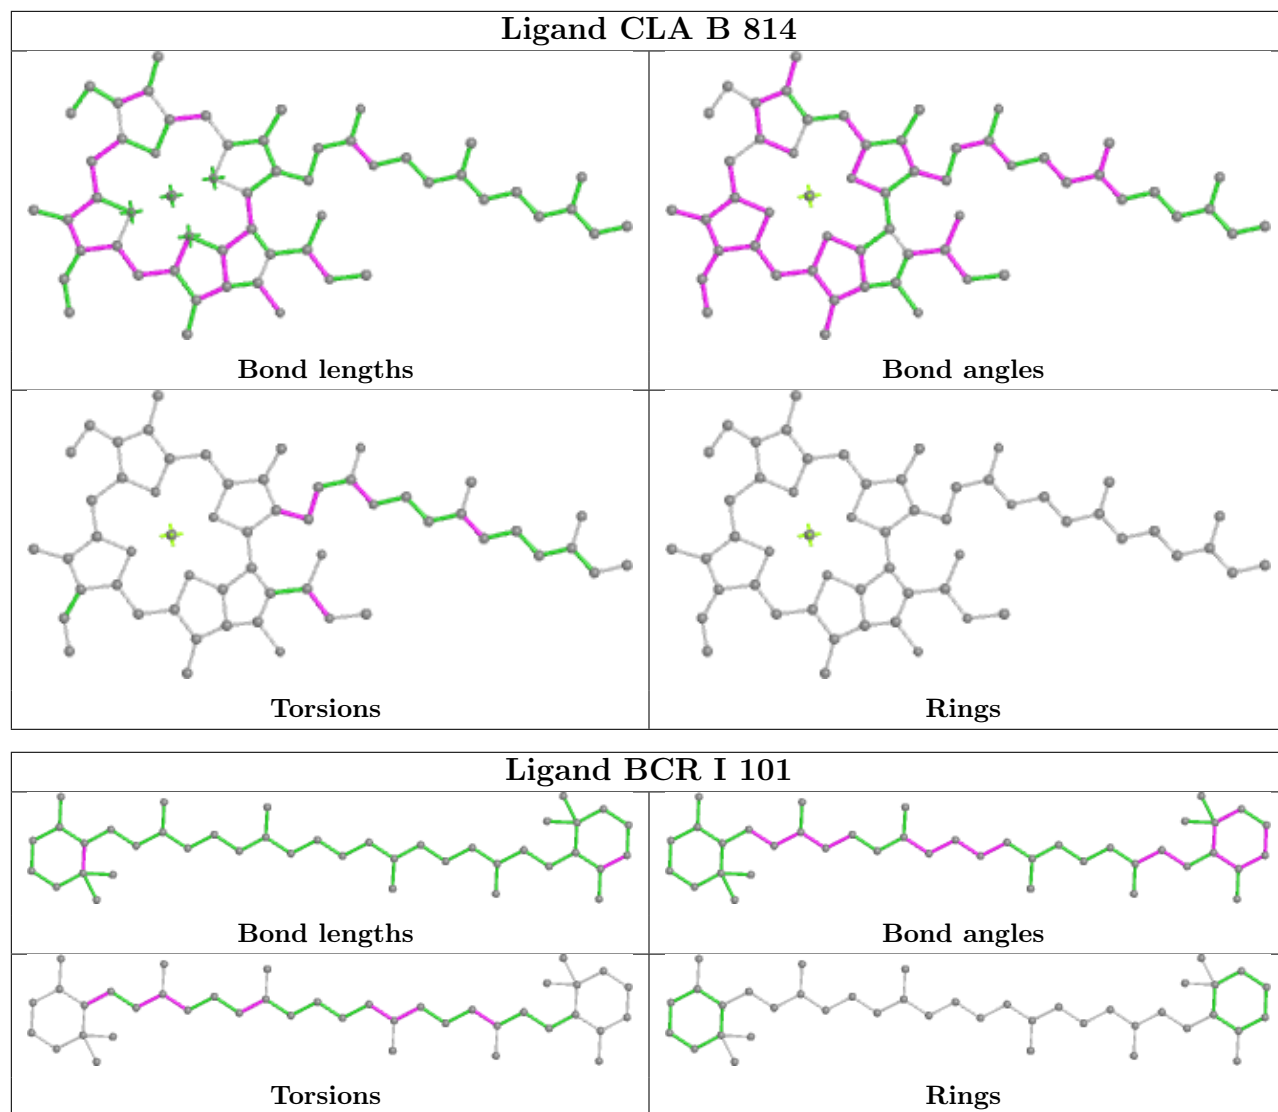 Ligand CLA B 814
Bond lengths
Bond angles
Torsions
Rings
Ligand BCR I 101
Bond lengths
Bond angles
Torsions
Rings